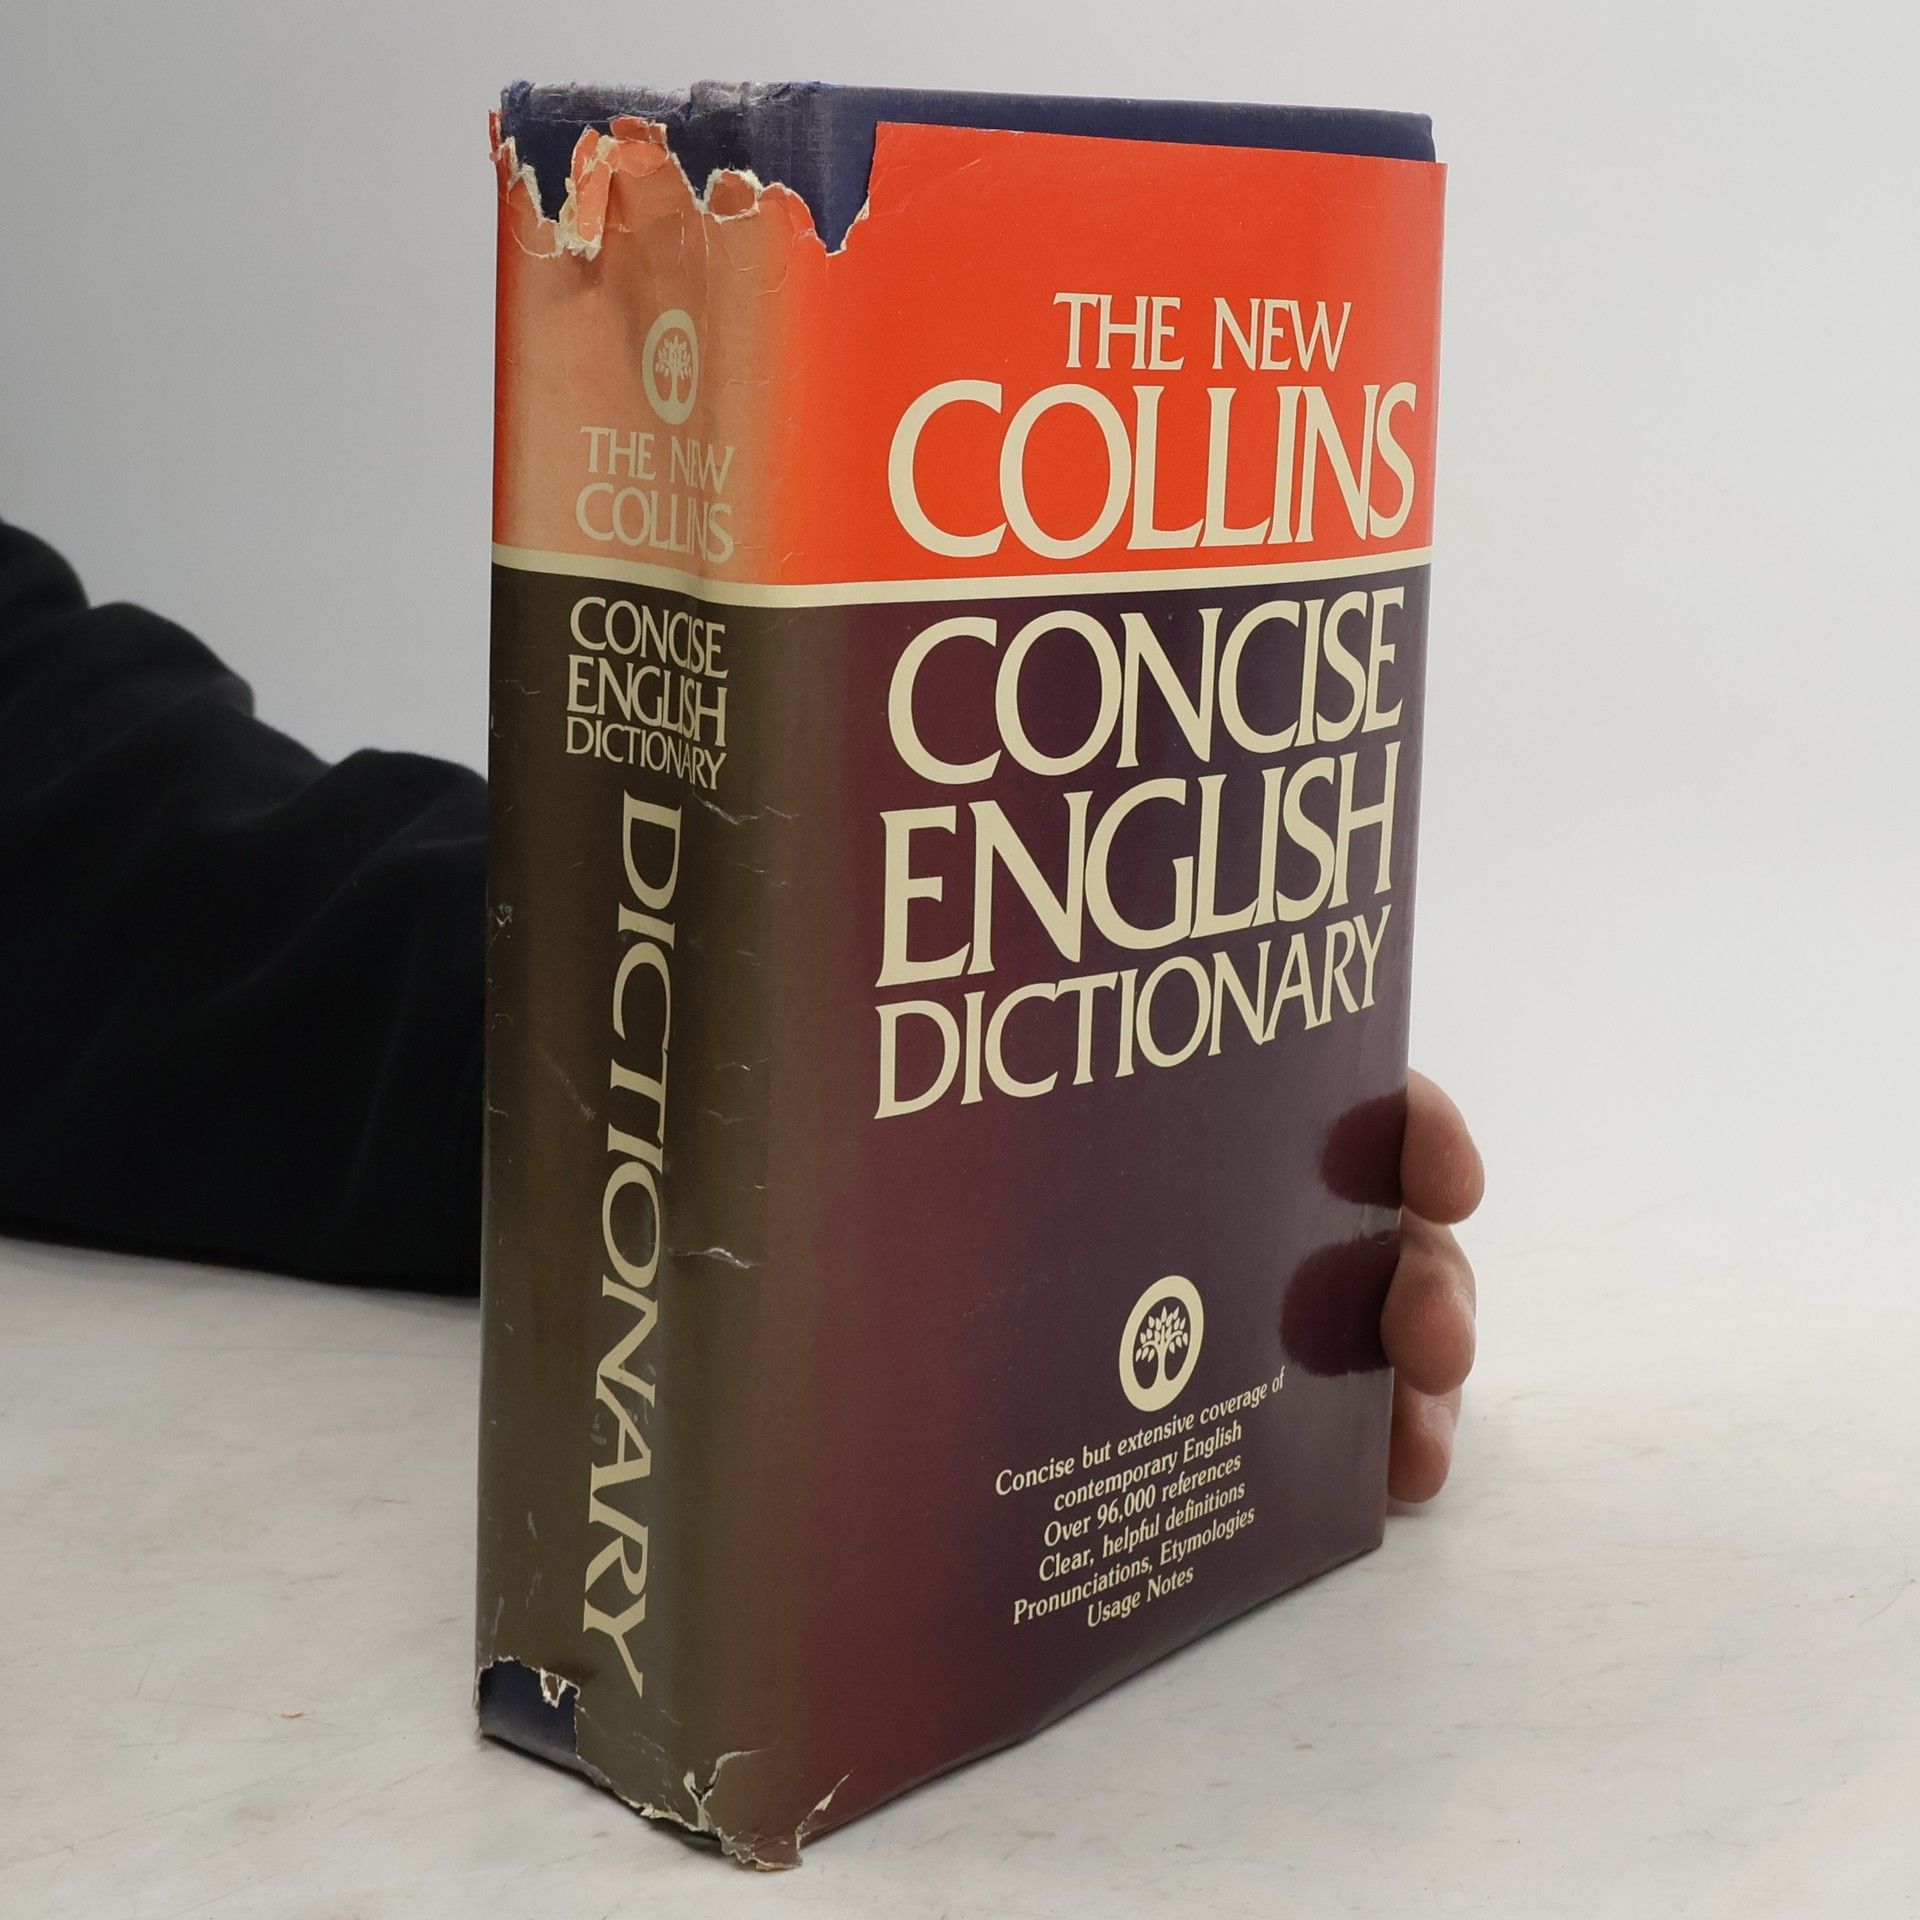 THE NEW
COLLINS
CONCISE
ENGLISH
DICTIONARY
DICTIONARY
THE NEW
COLLINS
CONCISE
ENGLISH
DICTIONARY
Concise but extensive coverage of
contemporary English
Over 96,000 references
Clear, helpful definitions
Pronunciations, Etymologies
Usage Notes